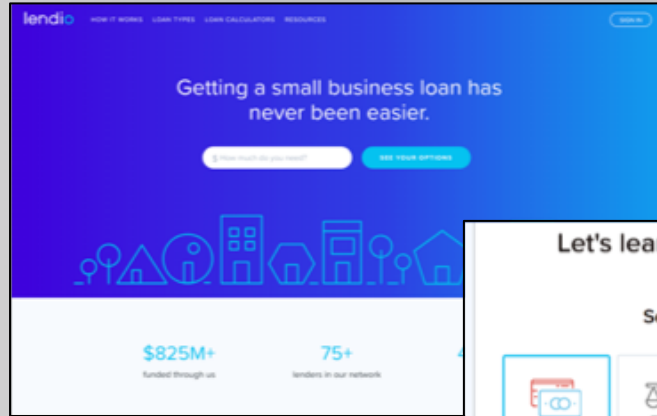 lendio HOW IT WORKS LOAN TYPES LOAN CALCULATORS RESOURCES SIGN IN
Getting a small business loan has
never been easier.
$ How much do you need? SEE YOUR OPTIONS
$825M+ 75+
funded through us lenders in our network
Let's